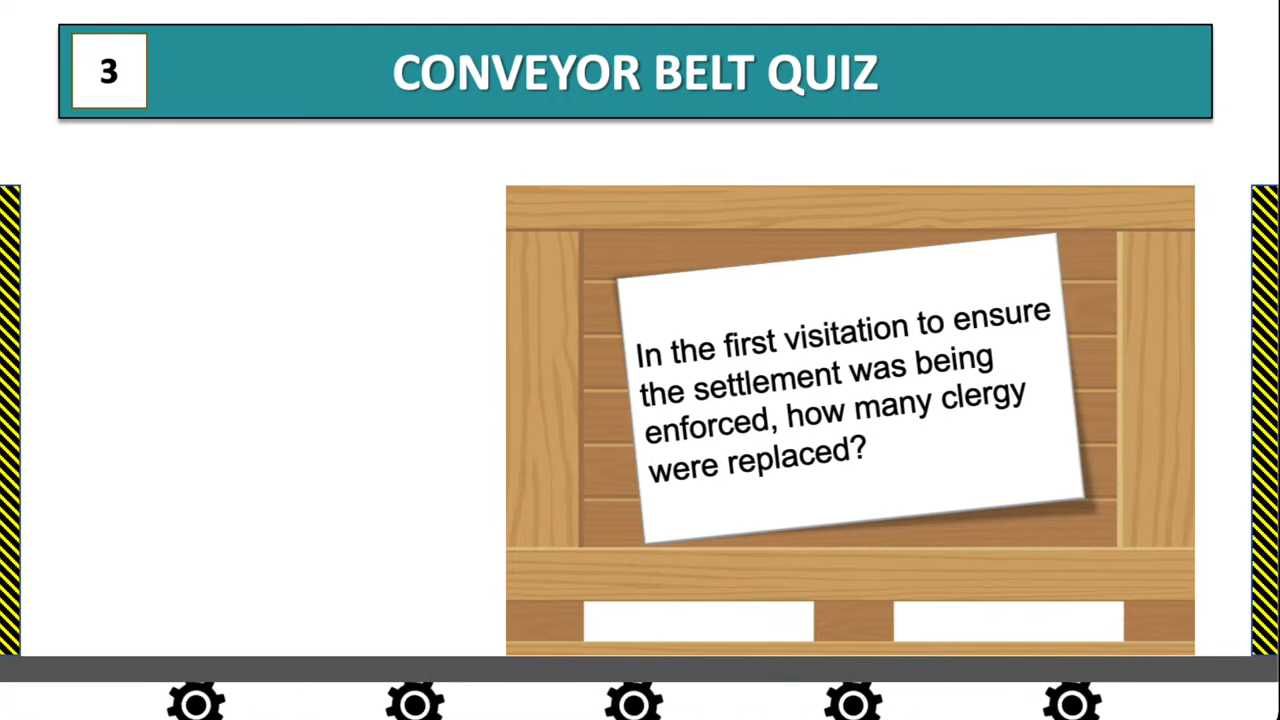 3
CONVEYOR BELT QUIZ
In the first visitation to ensure
the settlement was being
enforced, how many clergy
were replaced?